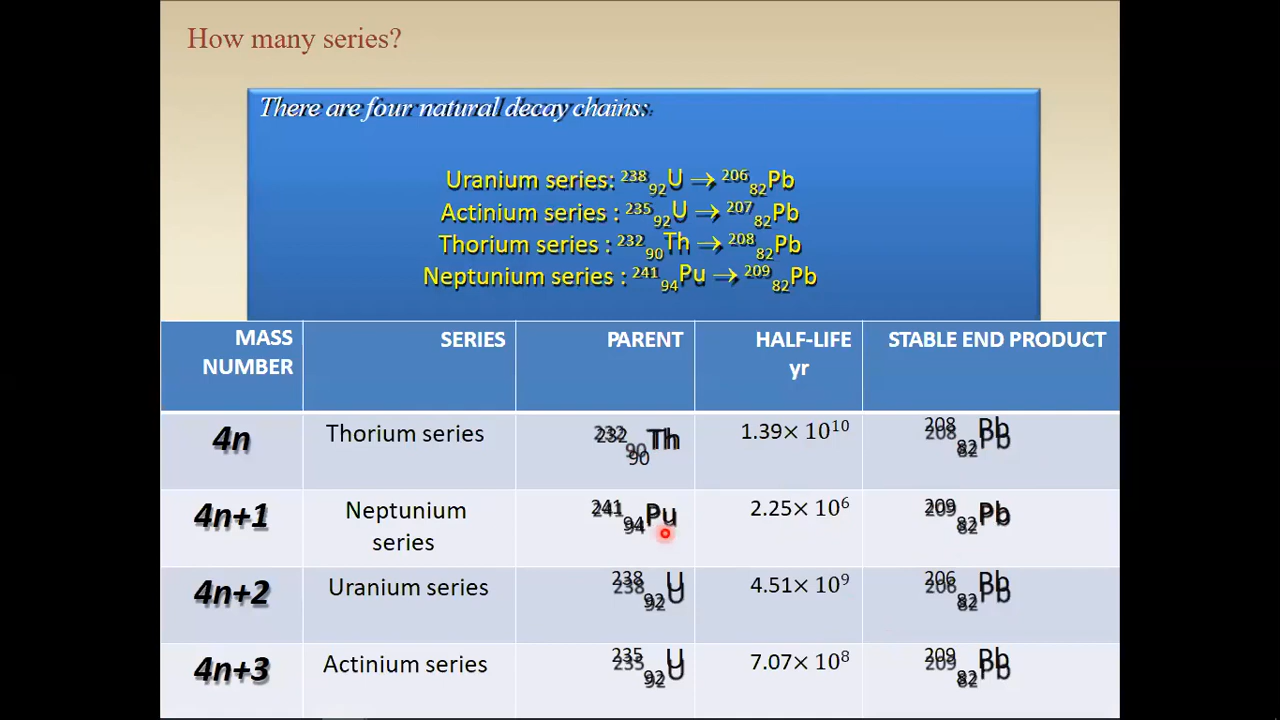 How many series?
There are four natural decay chains:
Uranium series: ²³⁸₉₂U → ²⁰⁶₈₂Pb
Actinium series : ²³⁵₉₂U → ²⁰⁷₈₂Pb
Thorium series : ²³²₉₀Th → ²⁰⁸₈₂Pb
Neptunium series : ²⁴¹₉₄Pu → ²⁰⁹₈₂Pb
MASS NUMBER SERIES PARENT HALF-LIFE yr STABLE END PRODUCT
4n Thorium series ²³²₉₀Th 1.39× 10¹⁰ ²⁰⁸₈₂Pb
4n+1 Neptunium series ²⁴¹₉₄Pu 2.25× 10⁶ ²⁰⁹₈₂Pb
4n+2 Uranium series ²³⁸₉₂U 4.51× 10⁹ ²⁰⁶₈₂Pb
4n+3 Actinium series ²³⁵₉₂U 7.07× 10⁸ ²⁰⁹₈₂Pb